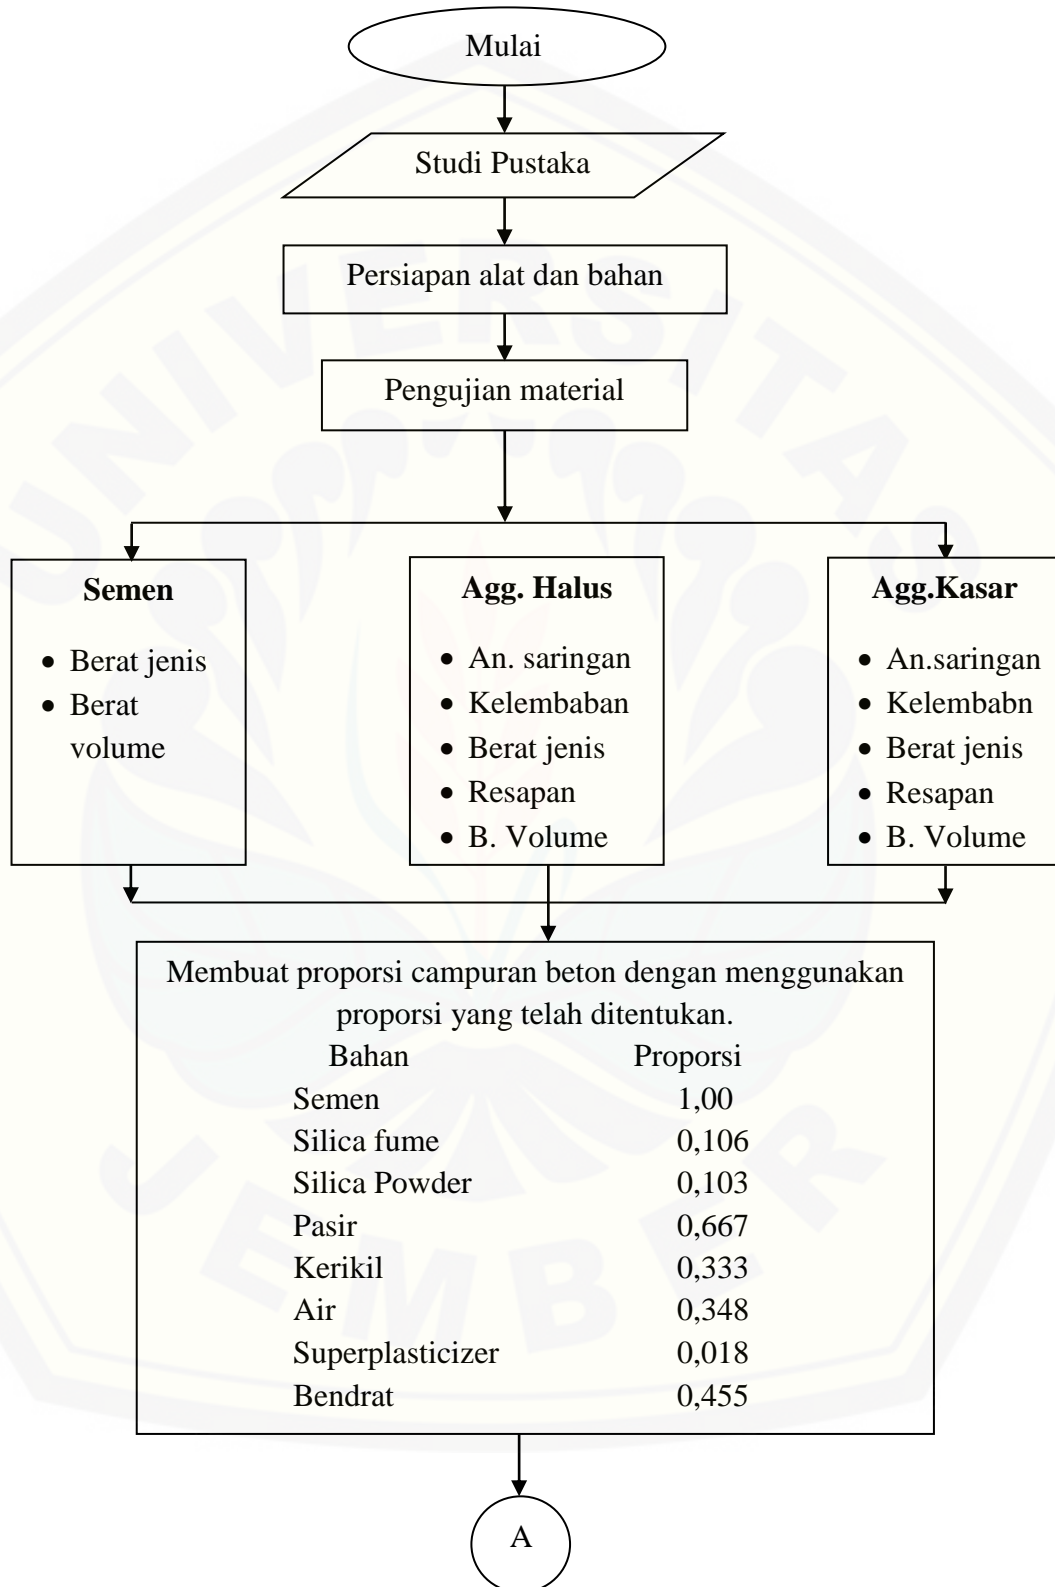 Mulai
Studi Pustaka
Persiapan alat dan bahan
Pengujian material
Semen
• Berat jenis
• Berat
volume
Agg. Halus
• An. saringan
• Kelembaban
• Berat jenis
• Resapan
• B. Volume
Agg.Kasar
• An.saringan
• Kelembabn
• Berat jenis
• Resapan
• B. Volume
Membuat proporsi campuran beton dengan menggunakan
proporsi yang telah ditentukan.
Bahan Proporsi
Semen 1,00
Silica fume 0,106
Silica Powder 0,103
Pasir 0,667
Kerikil 0,333
Air 0,348
Superplasticizer 0,018
Bendrat 0,455
A
UNIVERSITAS
JEMBER